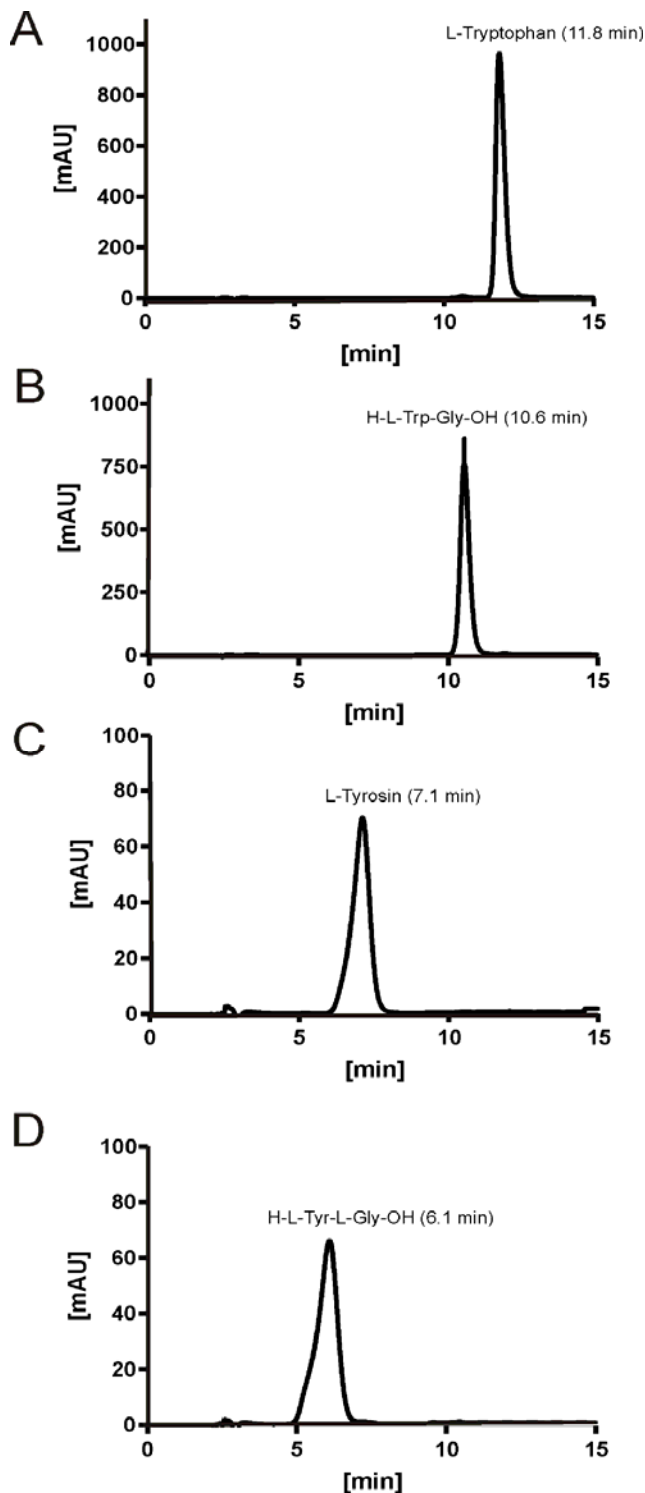 A
L-Tryptophan (11.8 min)
1000
800
600
400
200
0
[mAU]
0 5 10 15
[min]
B
H-L-Trp-Gly-OH (10.6 min)
1000
750
500
250
0
[mAU]
0 5 10 15
[min]
C
L-Tyrosin (7.1 min)
100
80
60
40
20
0
[mAU]
0 5 10 15
[min]
D
H-L-Tyr-L-Gly-OH (6.1 min)
100
80
60
40
20
0
[mAU]
0 5 10 15
[min]